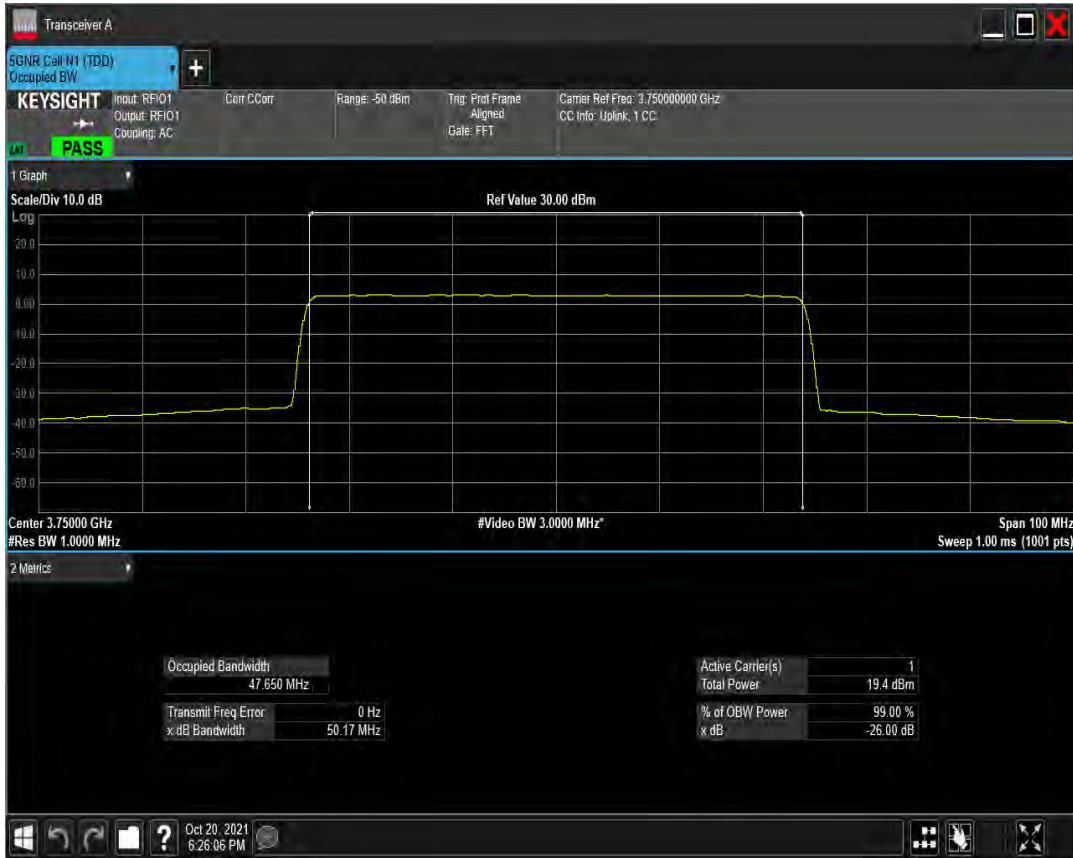 Transceiver A
5GNR Cell N1 (TDD)
Occupied BW
+
KEYSIGHT
Input: RFIO1
Output: RFIO1
Coupling: AC
Corr CCorr
Range: -50 dBm
Trig: Prot Frame
Aligned
Gate: FFT
Carrier Ref Freq: 3.750000000 GHz
CC Info: Uplink, 1 CC
PASS
1 Graph
Scale/Div 10.0 dB
Ref Value 30.00 dBm
Log
20.0
10.0
0.00
-10.0
-20.0
-30.0
-40.0
-50.0
-60.0
Center 3.75000 GHz
#Video BW 3.0000 MHz*
Span 100 MHz
#Res BW 1.0000 MHz
Sweep 1.00 ms (1001 pts)
2 Metrics
Occupied Bandwidth
47.650 MHz
Transmit Freq Error 0 Hz
x dB Bandwidth 50.17 MHz
Active Carrier(s) 1
Total Power 19.4 dBm
% of OBW Power 99.00 %
x dB -26.00 dB
?
Oct 20, 2021
6:26:06 PM